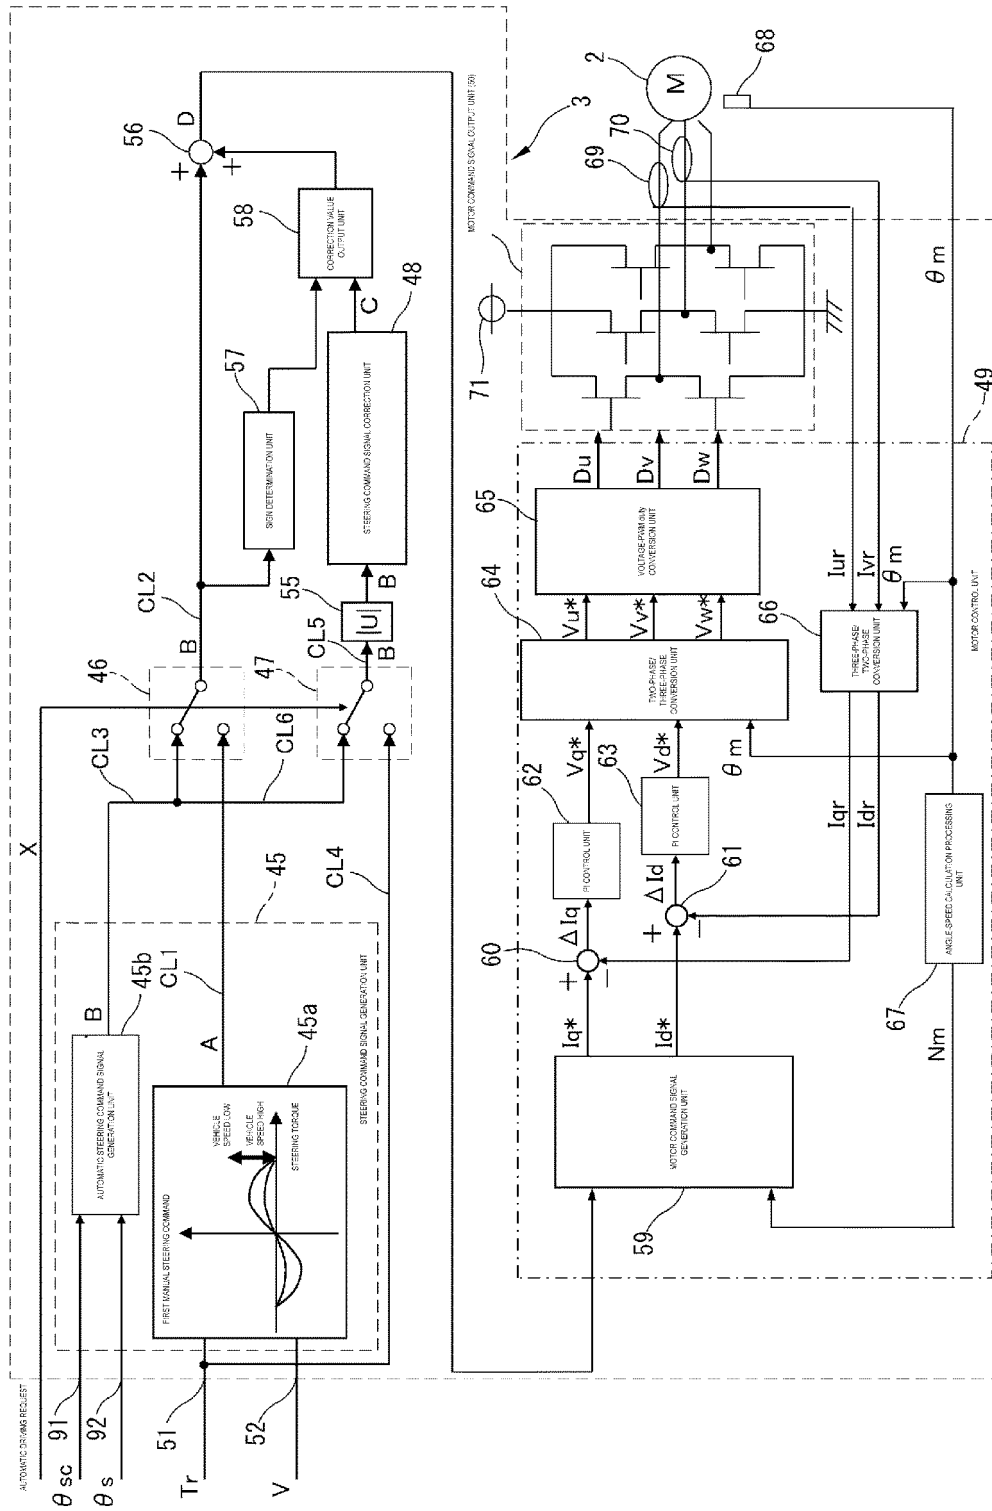 AUTOMATIC DRIVING REQUEST
X
θsc
91
θs
92
Tr
51
V
52
AUTOMATIC STEERING COMMAND SIGNAL
GENERATION UNIT
45b
B
FIRST MANUAL STEERING COMMAND
VEHICLE
SPEED LOW
VEHICLE
SPEED HIGH
STEERING TORQUE
45a
STEERING COMMAND SIGNAL GENERATION UNIT
45
A
CL1
CL3
CL6
CL4
46
47
B
CL2
CL5
B
55
|U|
B
SIGN DETERMINATION UNIT
57
STEERING COMMAND SIGNAL CORRECTION UNIT
48
C
CORRECTION VALUE
OUTPUT UNIT
58
+
+
56
D
MOTOR COMMAND SIGNAL OUTPUT UNIT (50)
3
2
M
68
70
69
71
θm
49
MOTOR CONTROL UNIT
MOTOR COMMAND SIGNAL
GENERATION UNIT
59
Iq*
Id*
60
+
−
ΔIq
+
−
ΔId
61
62
PI CONTROL UNIT
63
PI CONTROL UNIT
Vq*
Vd*
θm
64
TWO-PHASE/
THREE-PHASE
CONVERSION UNIT
Vu*
Vv*
Vw*
65
VOLTAGE-PWM duty
CONVERSION UNIT
Du
Dv
Dw
Iur
Ivr
θm
66
THREE-PHASE/
TWO-PHASE
CONVERSION UNIT
Iqr
Idr
ANGLE-SPEED CALCULATION PROCESSING
UNIT
67
Nm